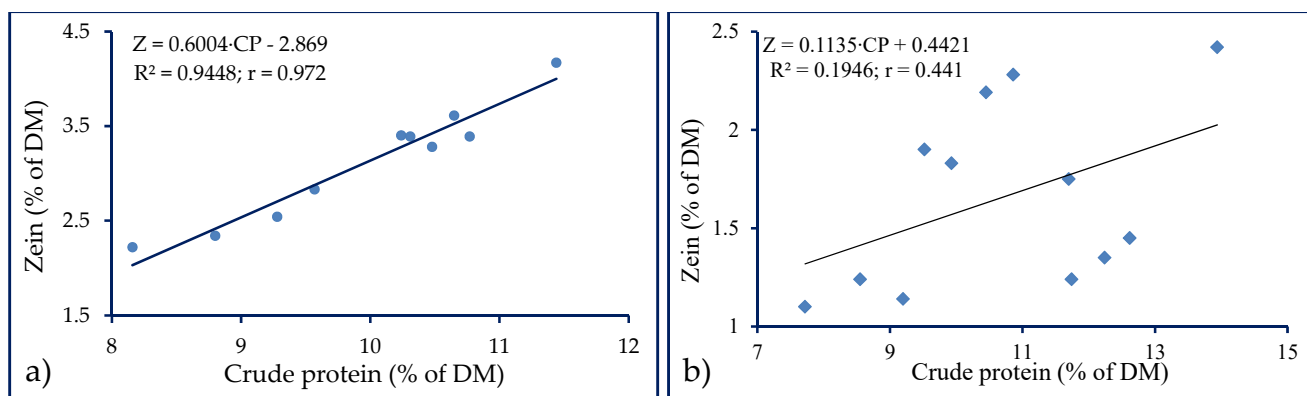 Z = 0.6004·CP - 2.869
R² = 0.9448; r = 0.972
4.5
3.5
2.5
1.5
Zein (% of DM)
8 9 10 11 12
Crude protein (% of DM)
a)
Z = 0.1135·CP + 0.4421
R² = 0.1946; r = 0.441
2.5
2
1.5
1
Zein (% of DM)
7 9 11 13 15
Crude protein (% of DM)
b)